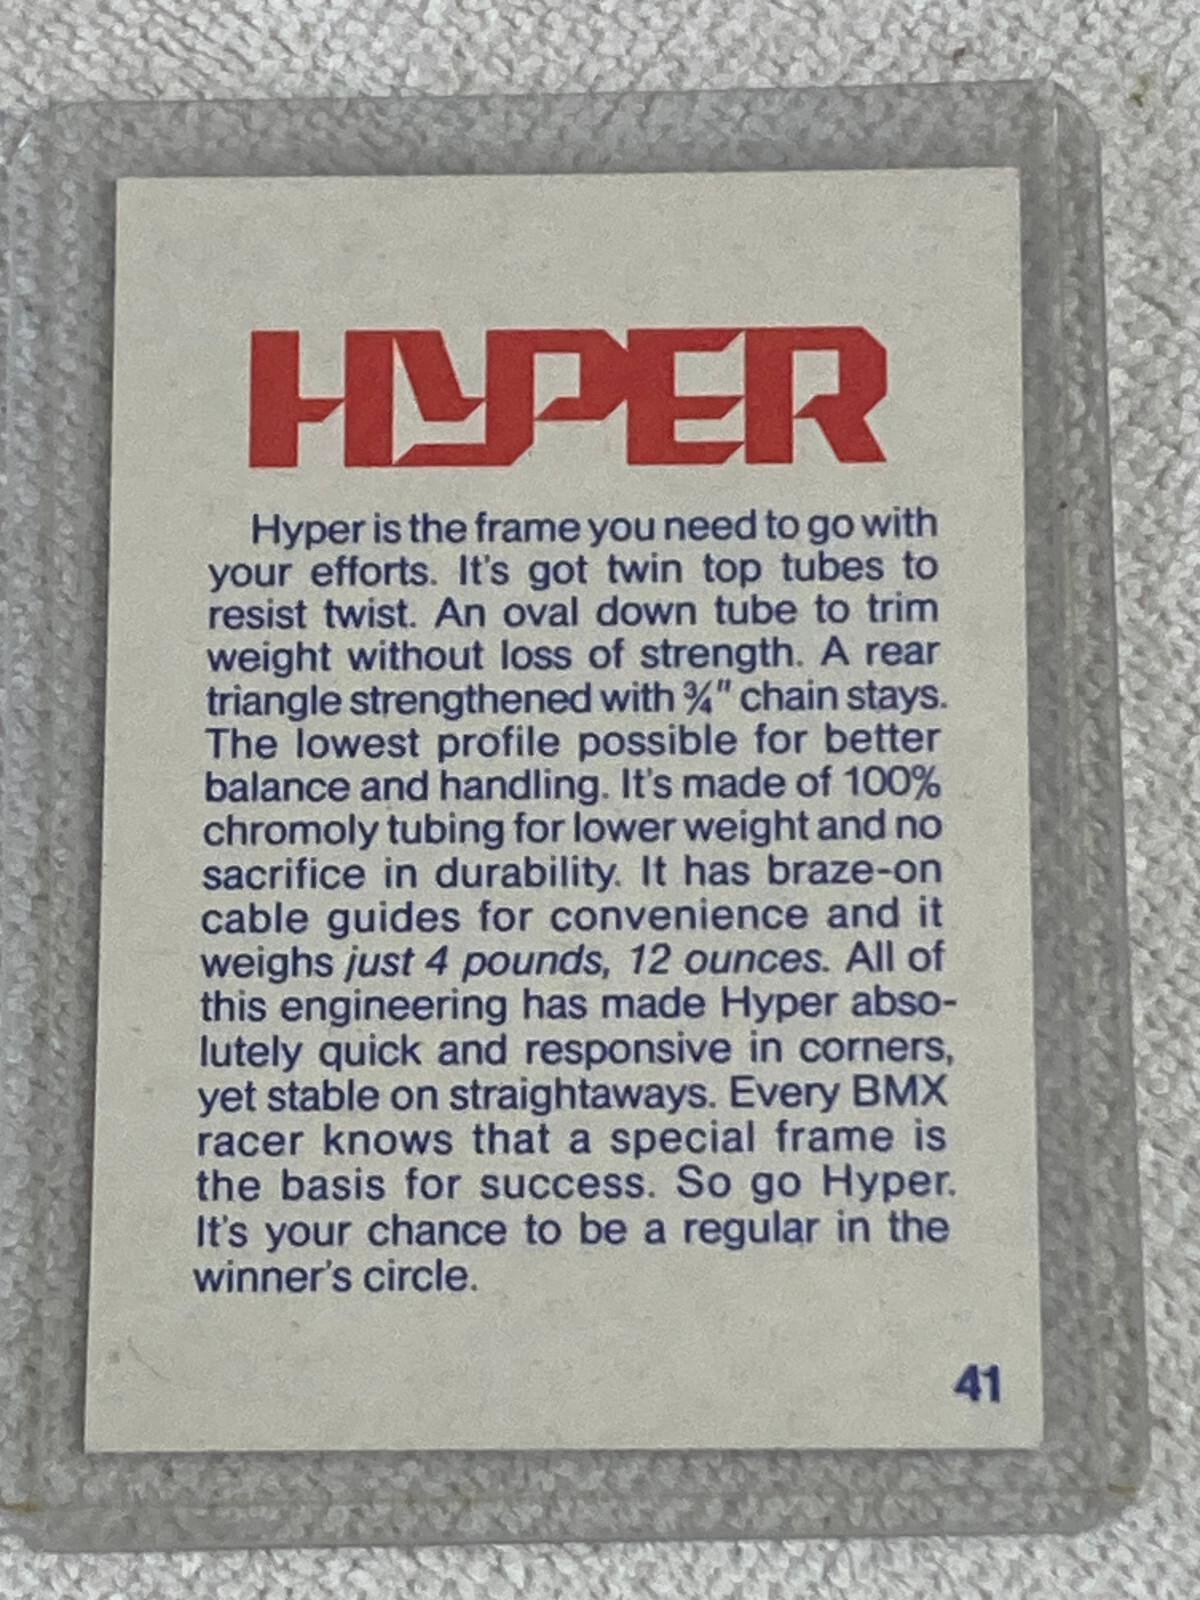 HYPER
Hyper is the frame you need to go with
your efforts. It's got twin top tubes to
resist twist. An oval down tube to trim
weight without loss of strength. A rear
triangle strengthened with ¾" chain stays.
The lowest profile possible for better
balance and handling. It's made of 100%
chromoly tubing for lower weight and no
sacrifice in durability. It has braze-on
cable guides for convenience and it
weighs just 4 pounds, 12 ounces. All of
this engineering has made Hyper abso-
lutely quick and responsive in corners,
yet stable on straightaways. Every BMX
racer knows that a special frame is
the basis for success. So go Hyper.
It's your chance to be a regular in the
winner's circle.
41